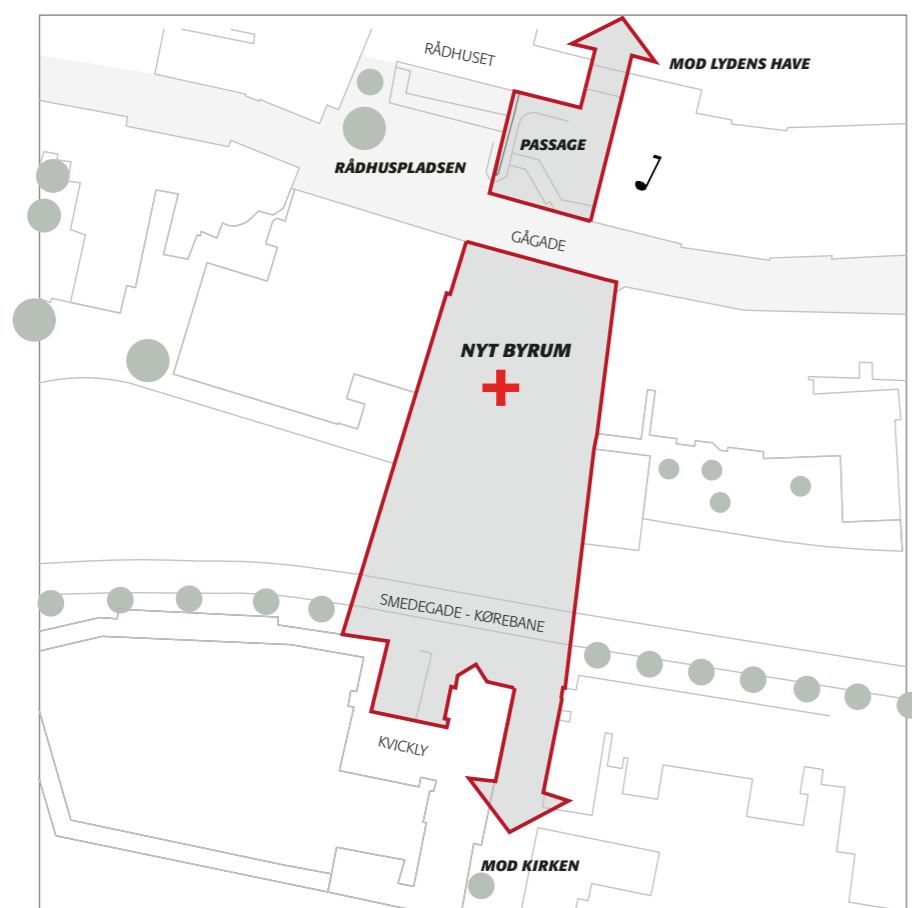 RÅDHUSET
MOD LYDENS HAVE
PASSAGE
RÅDHUSPLADSEN
GÅGADE
NYT BYRUM
SMEDEGADE - KØREBANE
KVICKLY
MOD KIRKEN